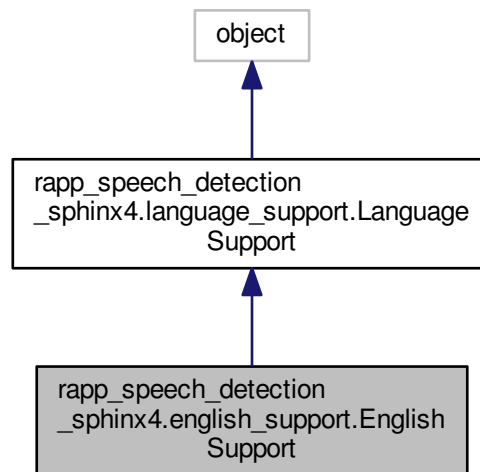 object
rapp_speech_detection
_sphinx4.language_support.Language
Support
rapp_speech_detection
_sphinx4.english_support.English
Support